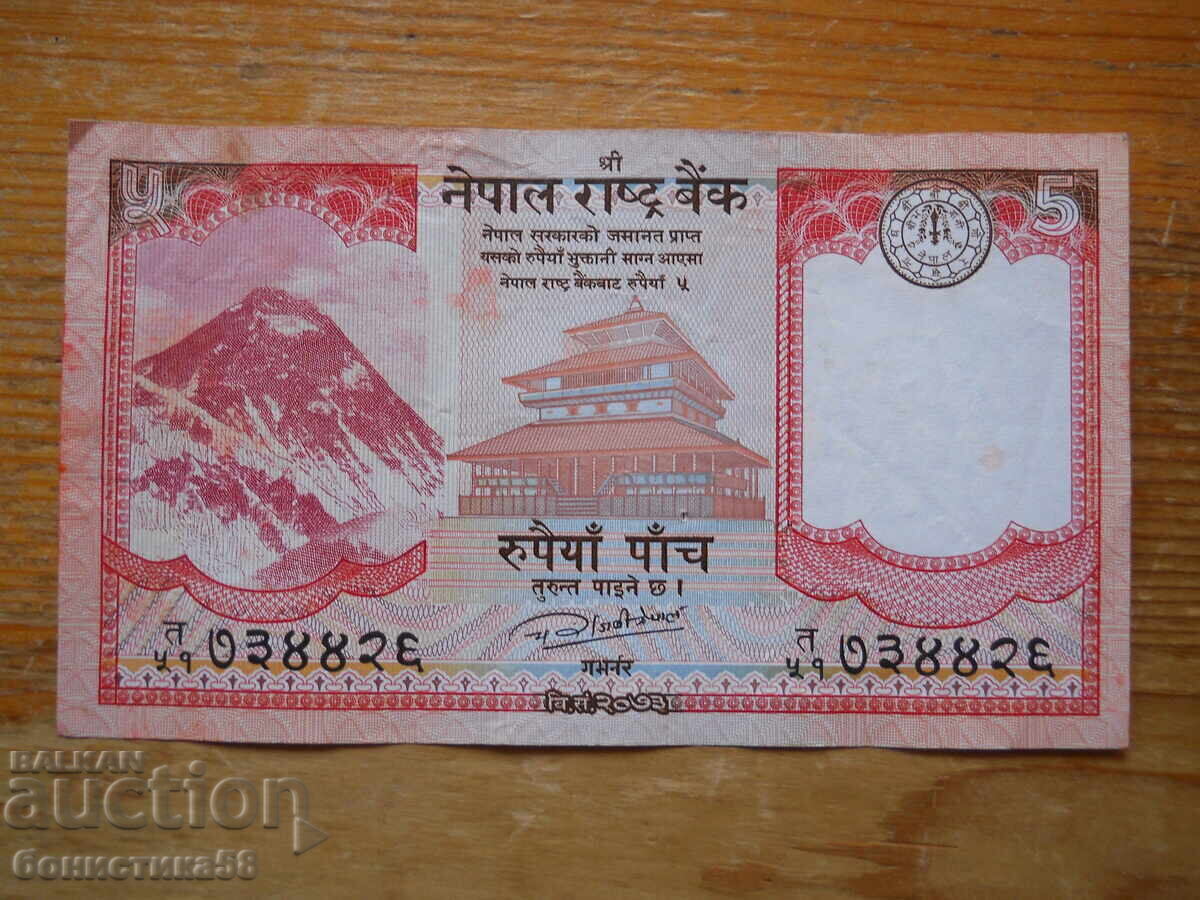 ५
5
श्री
नेपाल राष्ट्र बैंक
नेपाल सरकारको जमानत प्राप्त
यसको रुपैयाँ भुक्तानी माग्न आएमा
नेपाल राष्ट्र बैंकबाट रुपैयाँ ५
रुपैयाँ पाँच
तुरुन्त पाइने छ ।
त
५१ ७३४४२६
त
५१ ७३४४२६
गभर्नर
वि.सं.२०७३
BALKAN
auction
бонистика58